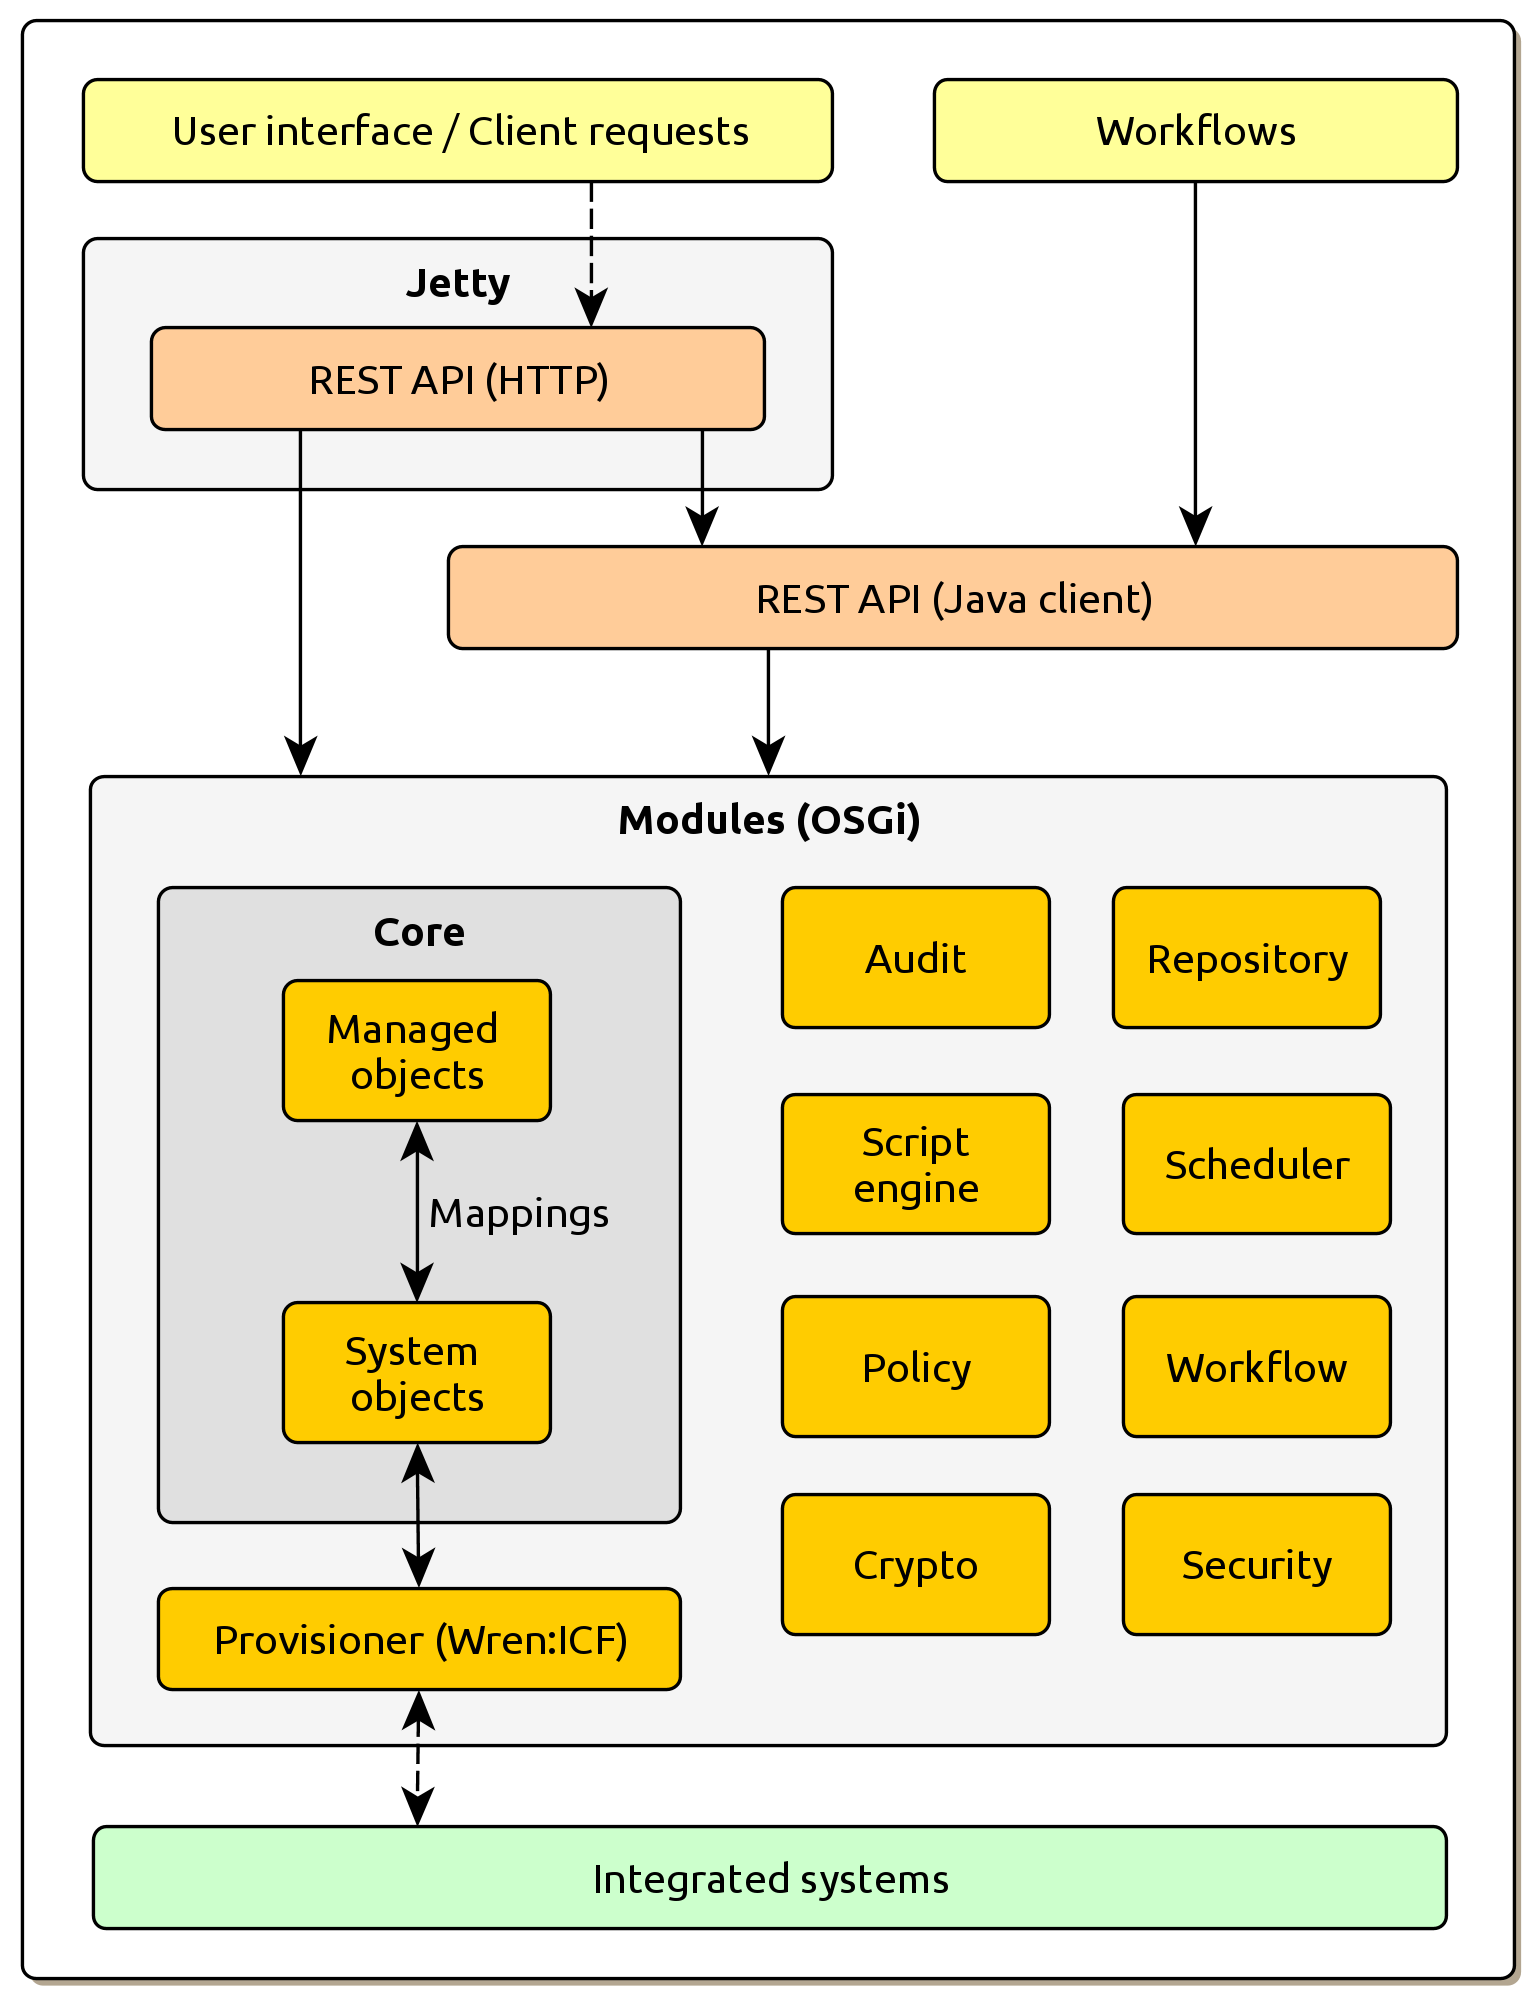 User interface / Client requests
Workflows
Jetty
REST API (HTTP)
REST API (Java client)
Modules (OSGi)
Core
Managed
objects
Mappings
System
objects
Provisioner (Wren:ICF)
Audit
Repository
Script
engine
Scheduler
Policy
Workflow
Crypto
Security
Integrated systems